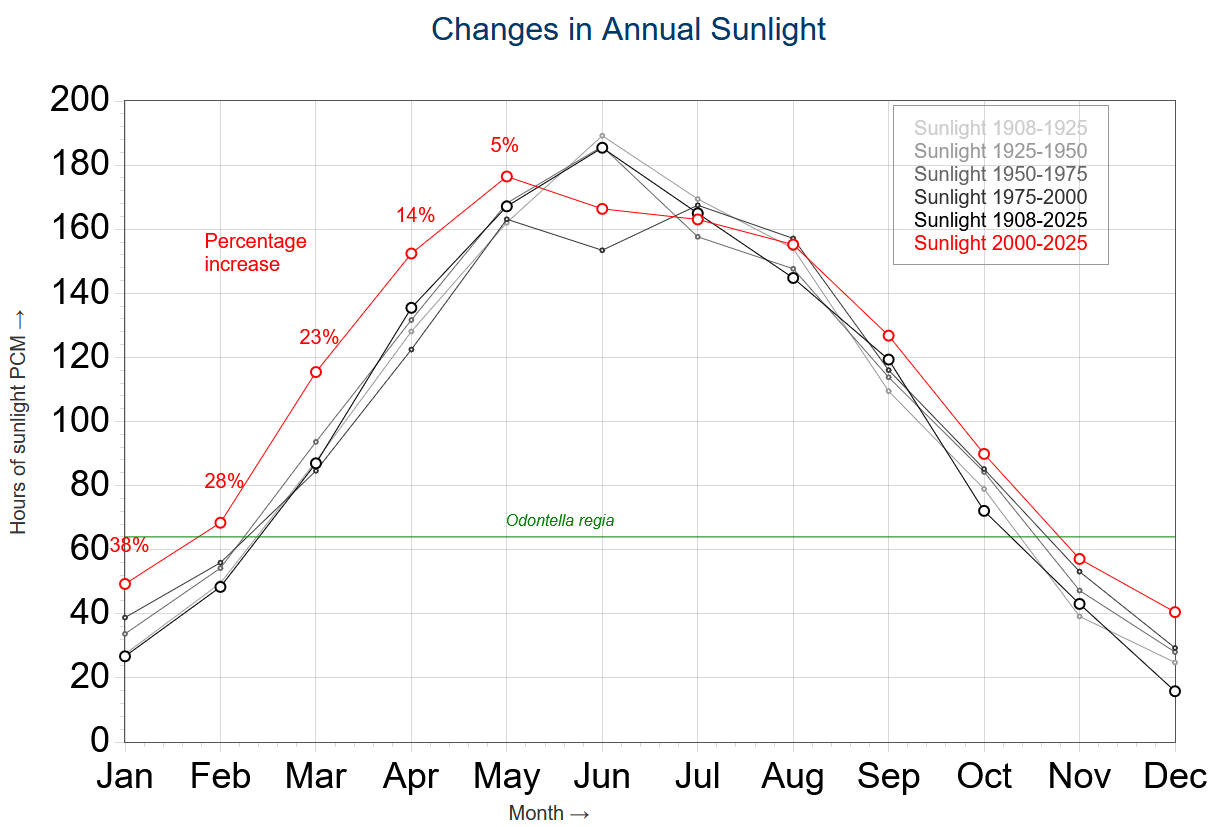 Changes in Annual Sunlight
200
180
160
140
120
100
80
60
40
20
0
Hours of sunlight PCM →
Sunlight 1908-1925
Sunlight 1925-1950
Sunlight 1950-1975
Sunlight 1975-2000
Sunlight 1908-2025
Sunlight 2000-2025
5%
14%
Percentage
increase
23%
28%
38%
Odontella regia
Jan Feb Mar Apr May Jun Jul Aug Sep Oct Nov Dec
Month →